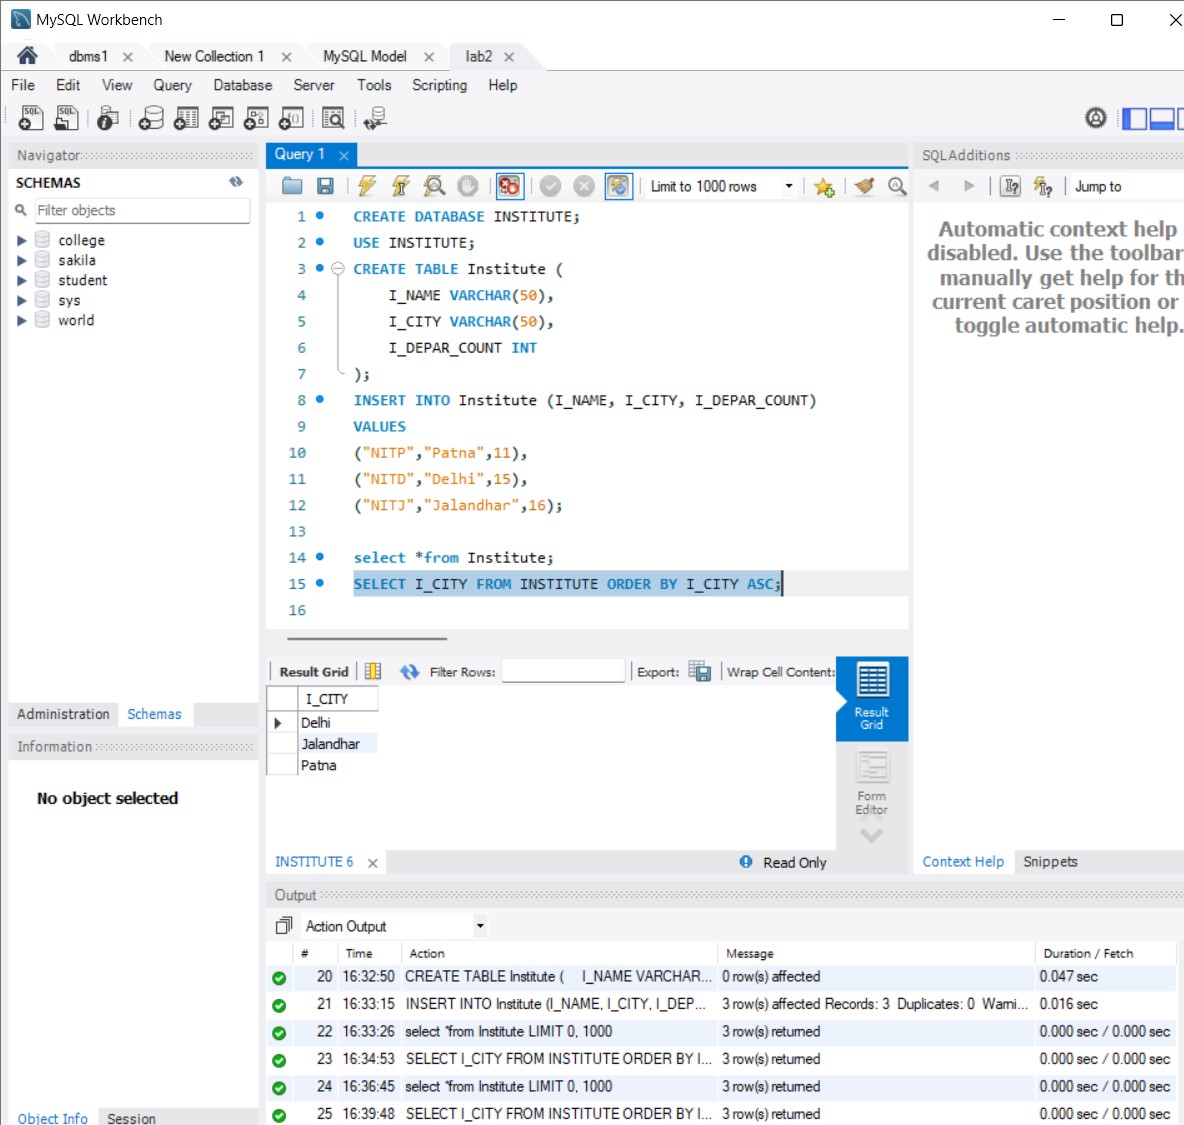 MySQL Workbench
dbms1 New Collection 1 MySQL Model lab2
File Edit View Query Database Server Tools Scripting Help
Navigator
SCHEMAS
Filter objects
college
sakila
student
sys
world
Administration Schemas
Information
No object selected
Object Info Session
Query 1
Limit to 1000 rows
1 CREATE DATABASE INSTITUTE;
2 USE INSTITUTE;
3 CREATE TABLE Institute (
4 I_NAME VARCHAR(50),
5 I_CITY VARCHAR(50),
6 I_DEPAR_COUNT INT
7 );
8 INSERT INTO Institute (I_NAME, I_CITY, I_DEPAR_COUNT)
9 VALUES
10 ("NITP","Patna",11),
11 ("NITD","Delhi",15),
12 ("NITJ","Jalandhar",16);
13
14 select *from Institute;
15 SELECT I_CITY FROM INSTITUTE ORDER BY I_CITY ASC;
16
Result Grid Filter Rows: Export: Wrap Cell Content:
I_CITY
Delhi
Jalandhar
Patna
Result
Grid
Form
Editor
INSTITUTE 6 Read Only
SQLAdditions
Jump to
Automatic context help
disabled. Use the toolbar
manually get help for th
current caret position or
toggle automatic help.
Context Help Snippets
Output
Action Output
# Time Action Message Duration / Fetch
20 16:32:50 CREATE TABLE Institute ( I_NAME VARCHAR... 0 row(s) affected 0.047 sec
21 16:33:15 INSERT INTO Institute (I_NAME, I_CITY, I_DEP... 3 row(s) affected Records: 3 Duplicates: 0 Warni... 0.016 sec
22 16:33:26 select *from Institute LIMIT 0, 1000 3 row(s) returned 0.000 sec / 0.000 sec
23 16:34:53 SELECT I_CITY FROM INSTITUTE ORDER BY I... 3 row(s) returned 0.000 sec / 0.000 sec
24 16:36:45 select *from Institute LIMIT 0, 1000 3 row(s) returned 0.000 sec / 0.000 sec
25 16:39:48 SELECT I_CITY FROM INSTITUTE ORDER BY I... 3 row(s) returned 0.000 sec / 0.000 sec